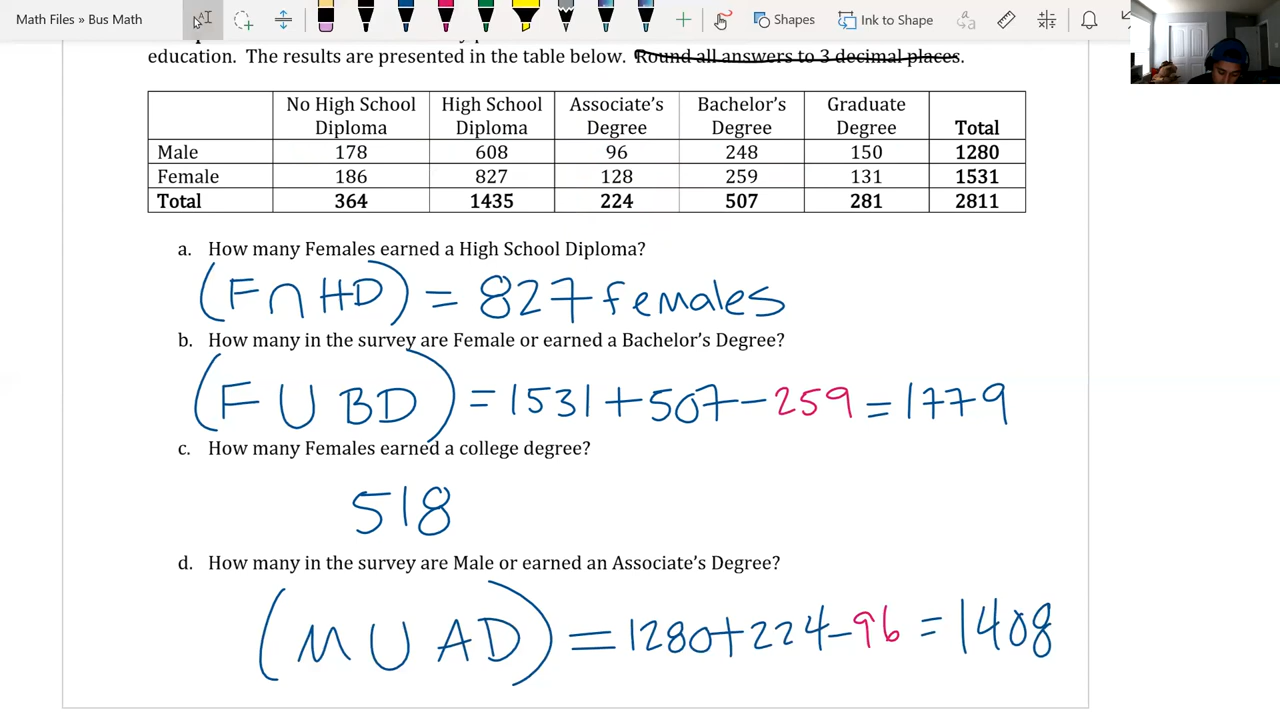 Math Files » Bus Math
Shapes
Ink to Shape
education. The results are presented in the table below. Round all answers to 3 decimal places.
No High School Diploma High School Diploma Associate's Degree Bachelor's Degree Graduate Degree Total
Male 178 608 96 248 150 1280
Female 186 827 128 259 131 1531
Total 364 1435 224 507 281 2811
a. How many Females earned a High School Diploma?
(F∩HD) = 827 females
b. How many in the survey are Female or earned a Bachelor's Degree?
(F U BD) = 1531 + 507 - 259 = 1779
c. How many Females earned a college degree?
518
d. How many in the survey are Male or earned an Associate's Degree?
(M U AD) = 1280 + 224 - 96 = 1408